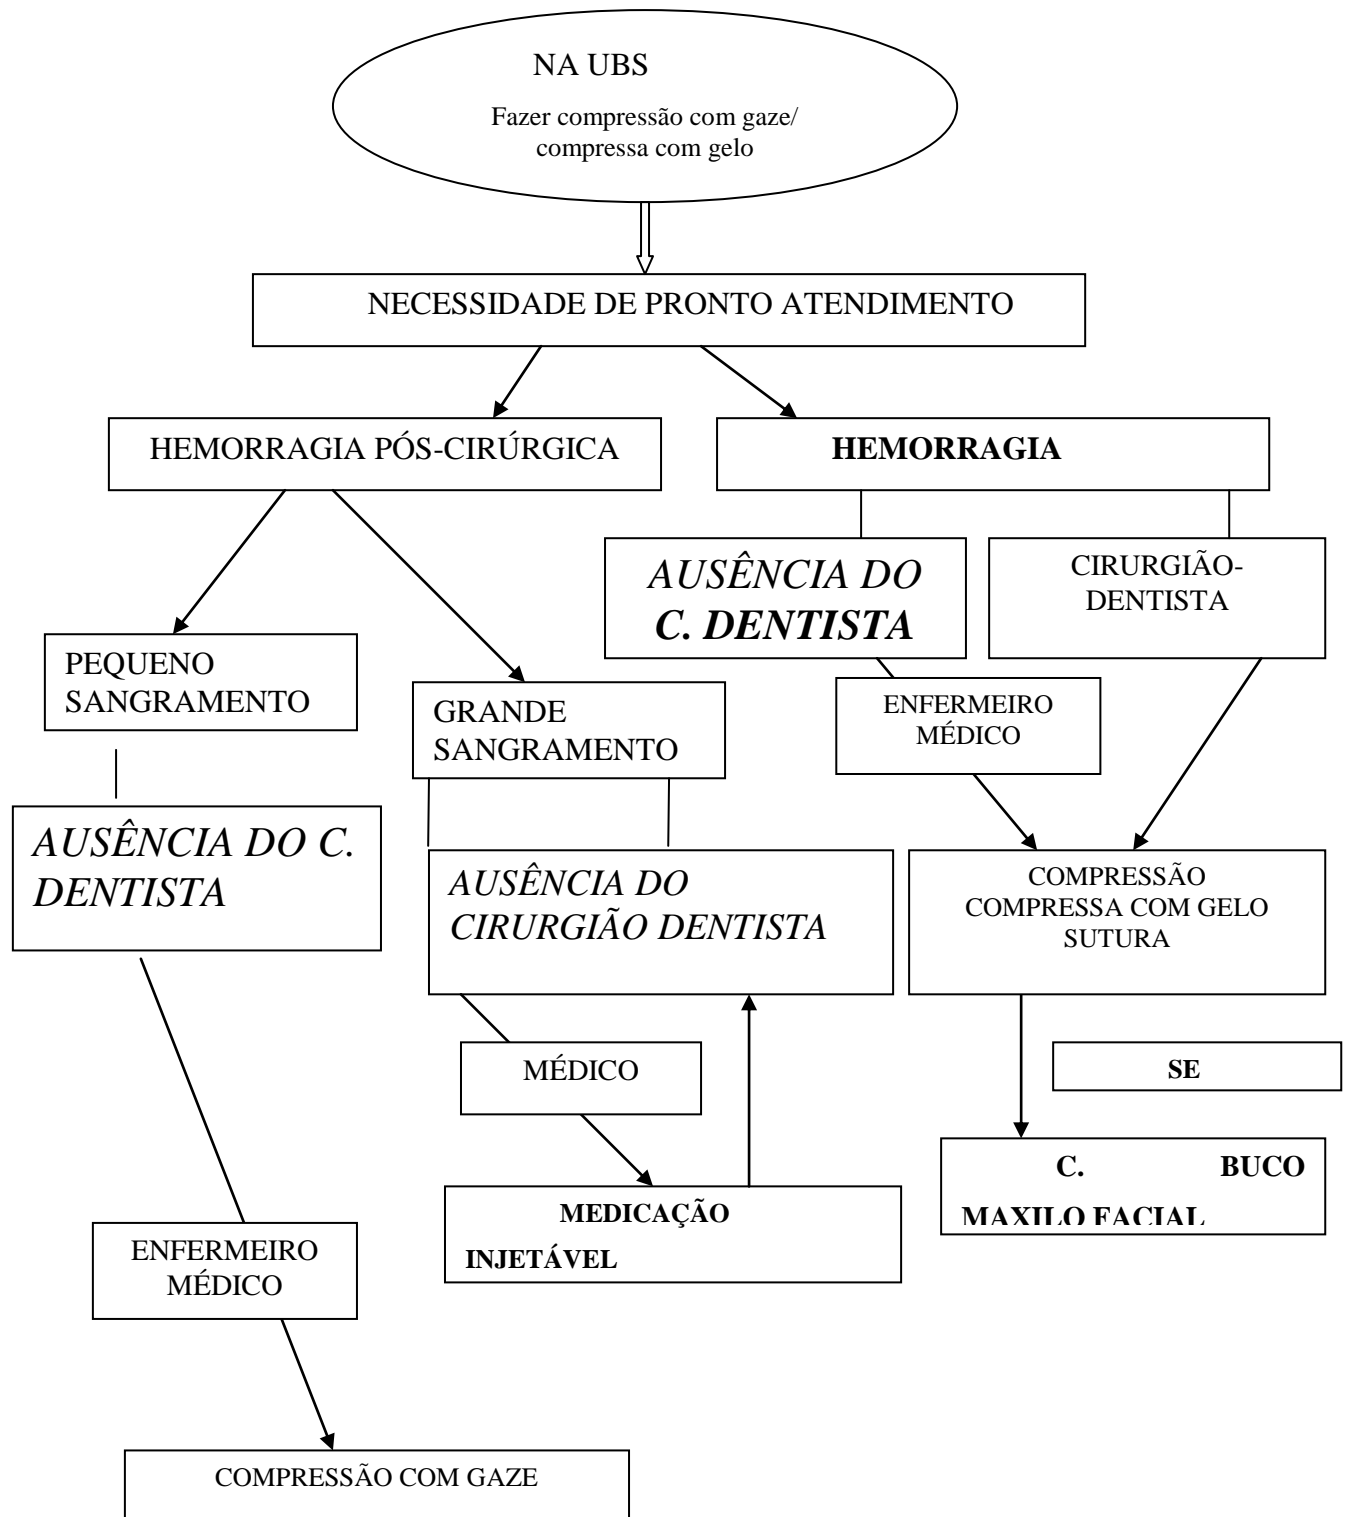 NA UBS
Fazer compressão com gaze/
compressa com gelo
NECESSIDADE DE PRONTO ATENDIMENTO
HEMORRAGIA PÓS-CIRÚRGICA
HEMORRAGIA
AUSÊNCIA DO
C. DENTISTA
CIRURGIÃO-
DENTISTA
PEQUENO
SANGRAMENTO
GRANDE
SANGRAMENTO
ENFERMEIRO
MÉDICO
AUSÊNCIA DO C.
DENTISTA
AUSÊNCIA DO
CIRURGIÃO DENTISTA
COMPRESSÃO
COMPRESSA COM GELO
SUTURA
MÉDICO
SE
C. BUCO
MAXILO FACIAL
MEDICAÇÃO
INJETÁVEL
ENFERMEIRO
MÉDICO
COMPRESSÃO COM GAZE